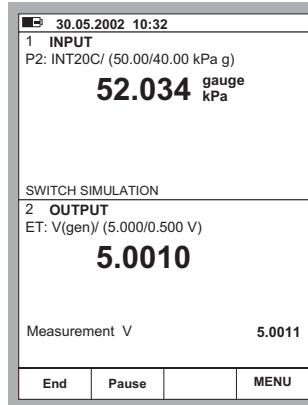 30.05.2002 10:32
1 INPUT
P2: INT20C/ (50.00/40.00 kPa g)
52.034 gauge kPa
SWITCH SIMULATION
2 OUTPUT
ET: V(gen)/ (5.000/0.500 V)
5.0010
Measurement V 5.0011
End Pause MENU